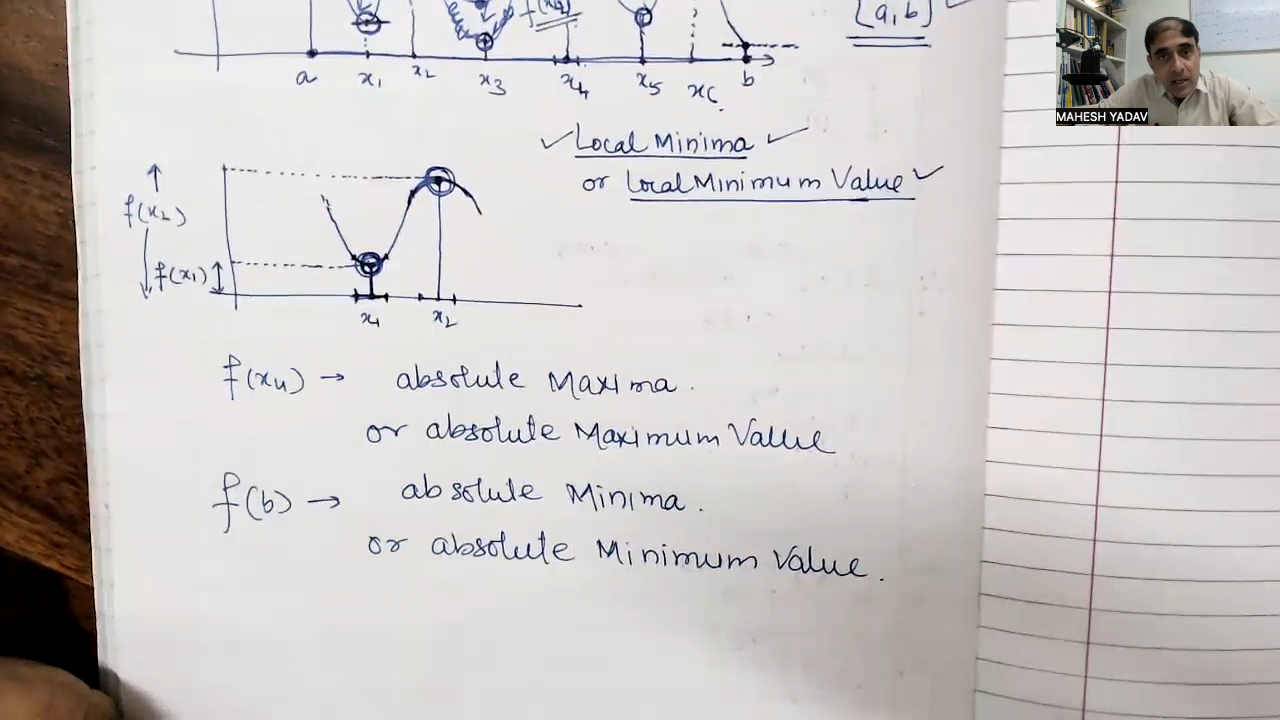 f(x4)
[a,b]
a x1 x2 x3 x4 x5 x6 b
MAHESH YADAV
Local Minima
or Local Minimum Value
f(x2)
f(x1)
x1 x2
f(x4) → absolute Maxima.
or absolute Maximum Value
f(b) → absolute Minima.
or absolute Minimum Value.